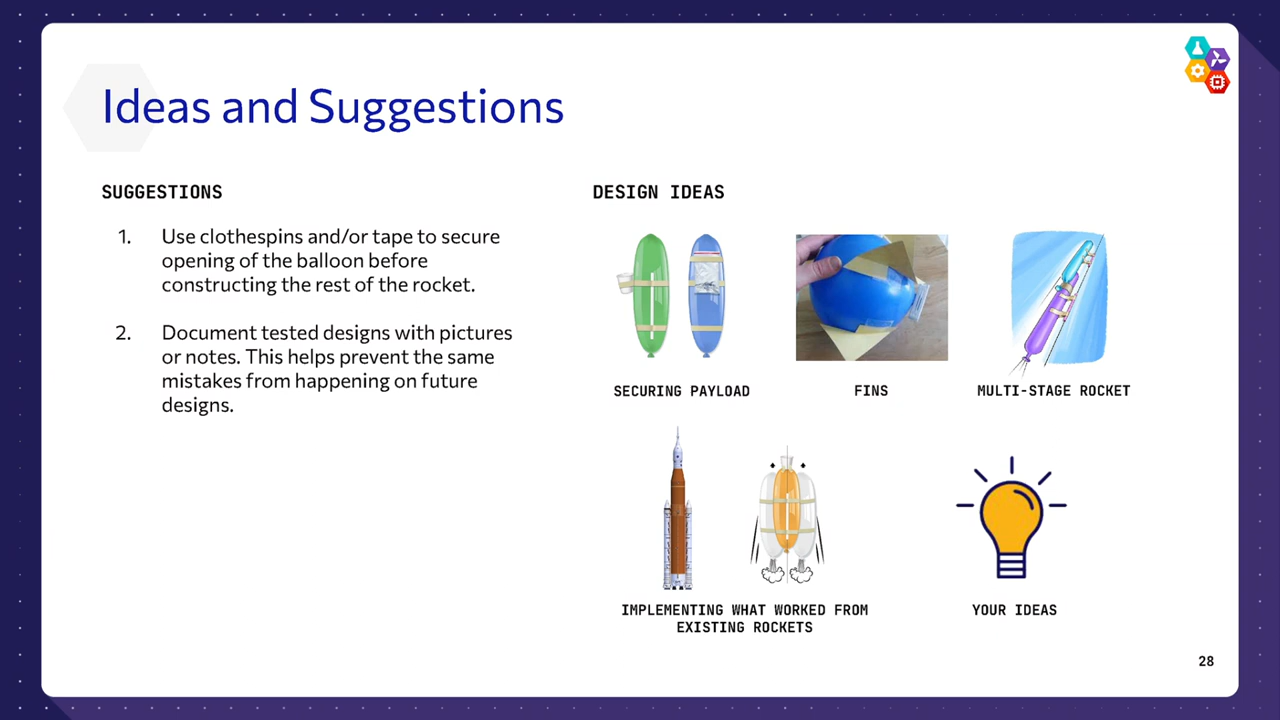 Ideas and Suggestions
SUGGESTIONS
1. Use clothespins and/or tape to secure
opening of the balloon before
constructing the rest of the rocket.
2. Document tested designs with pictures
or notes. This helps prevent the same
mistakes from happening on future
designs.
DESIGN IDEAS
SECURING PAYLOAD
FINS
MULTI-STAGE ROCKET
IMPLEMENTING WHAT WORKED FROM
EXISTING ROCKETS
YOUR IDEAS
28